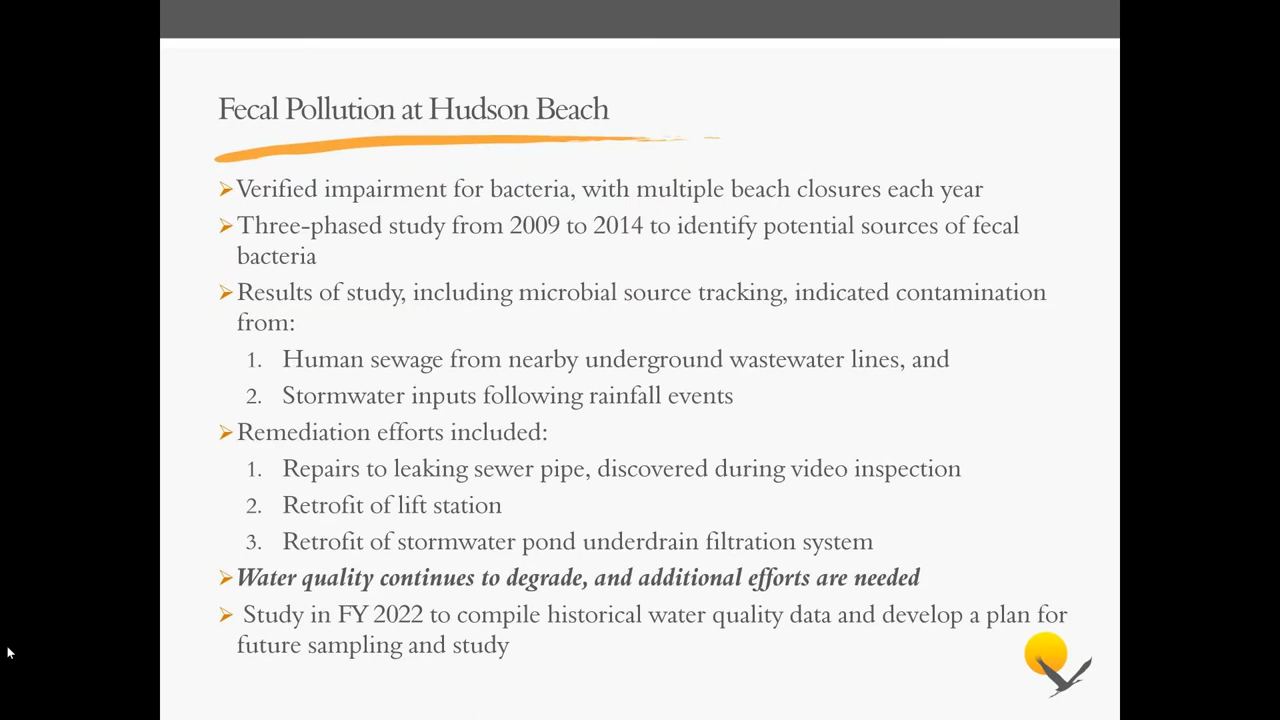 Fecal Pollution at Hudson Beach
Verified impairment for bacteria, with multiple beach closures each year
Three-phased study from 2009 to 2014 to identify potential sources of fecal
bacteria
Results of study, including microbial source tracking, indicated contamination
from:
1. Human sewage from nearby underground wastewater lines, and
2. Stormwater inputs following rainfall events
Remediation efforts included:
1. Repairs to leaking sewer pipe, discovered during video inspection
2. Retrofit of lift station
3. Retrofit of stormwater pond underdrain filtration system
Water quality continues to degrade, and additional efforts are needed
Study in FY 2022 to compile historical water quality data and develop a plan for
future sampling and study